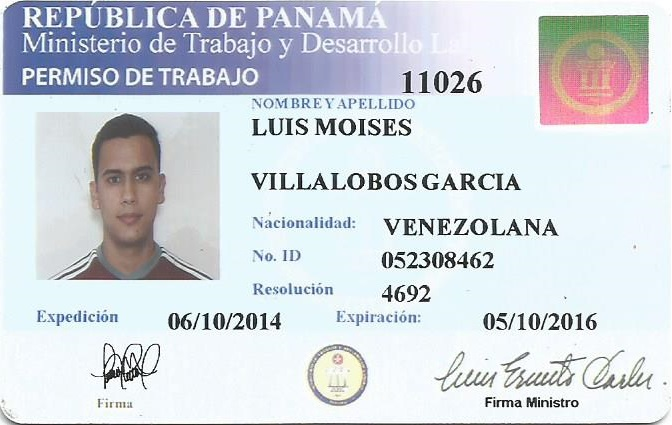 REPÚBLICA DE PANAMÁ
Ministerio de Trabajo y Desarrollo Laboral
PERMISO DE TRABAJO
11026
NOMBRE Y APELLIDO
LUIS MOISES
VILLALOBOS GARCIA
Nacionalidad: VENEZOLANA
No. ID 052308462
Resolución 4692
Expedición 06/10/2014 Expiración: 05/10/2016
Firma
Firma Ministro